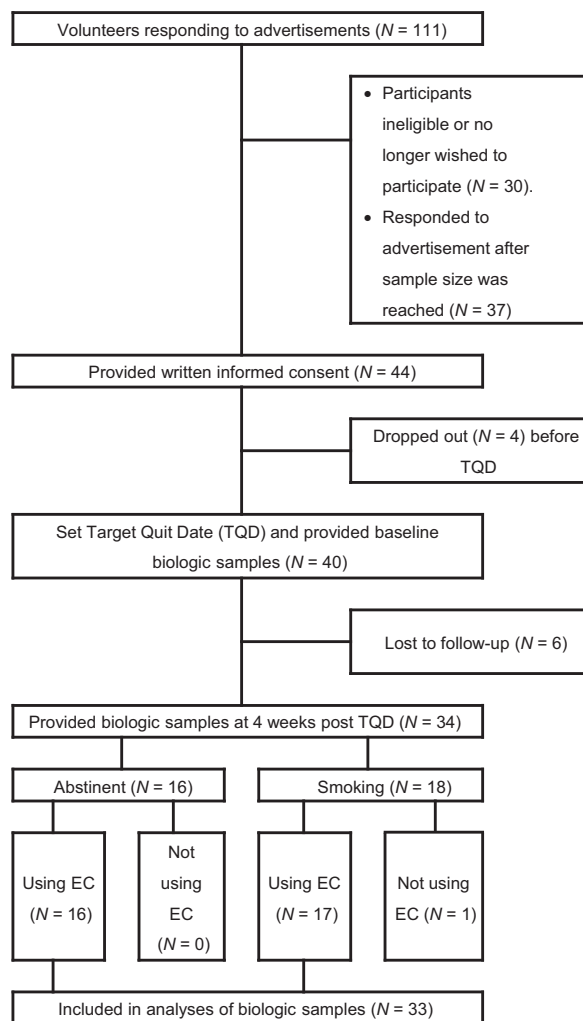 Volunteers responding to advertisements (N = 111)
• Participants
ineligible or no
longer wished to
participate (N = 30).
• Responded to
advertisement after
sample size was
reached (N = 37)
Provided written informed consent (N = 44)
Dropped out (N = 4) before
TQD
Set Target Quit Date (TQD) and provided baseline
biologic samples (N = 40)
Lost to follow-up (N = 6)
Provided biologic samples at 4 weeks post TQD (N = 34)
Abstinent (N = 16)
Smoking (N = 18)
Using EC
(N = 16)
Not
using
EC
(N = 0)
Using EC
(N = 17)
Not using
EC (N = 1)
Included in analyses of biologic samples (N = 33)